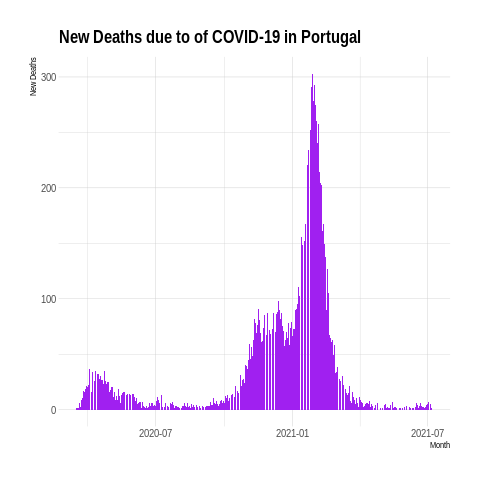 New Deaths due to of COVID-19 in Portugal
New Deaths
300
200
100
0
2020-07
2021-01
2021-07
Month